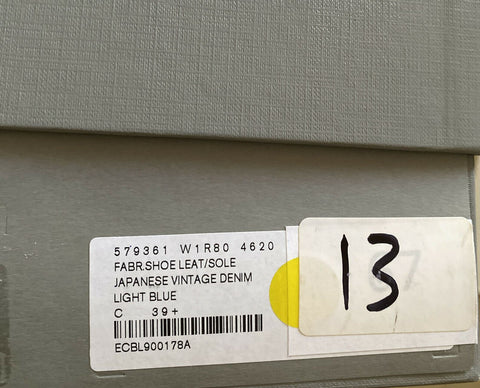 579361 W1R80 4620
FABR.SHOE LEAT/SOLE
JAPANESE VINTAGE DENIM
LIGHT BLUE
C 39+
ECBL900178A
13